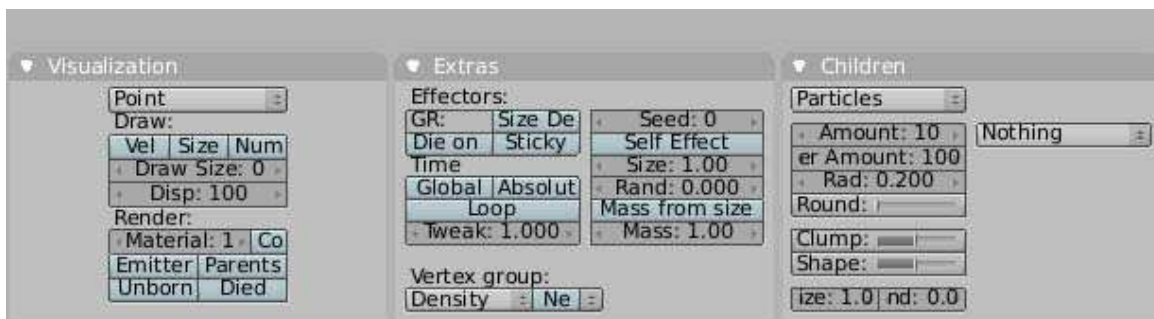 Visualization
Point
Draw:
Vel Size Num
Draw Size: 0
Disp: 100
Render:
Material: 1 Co
Emitter Parents
Unborn Died
Extras
Effectors:
GR: Size De
Die on Sticky
Time
Global Absolut
Loop
Tweak: 1.000
Seed: 0
Self Effect
Size: 1.00
Rand: 0.000
Mass from size
Mass: 1.00
Vertex group:
Density Ne
Children
Particles
Amount: 10
er Amount: 100
Rad: 0.200
Round:
Nothing
Clump:
Shape:
ize: 1.0 nd: 0.0